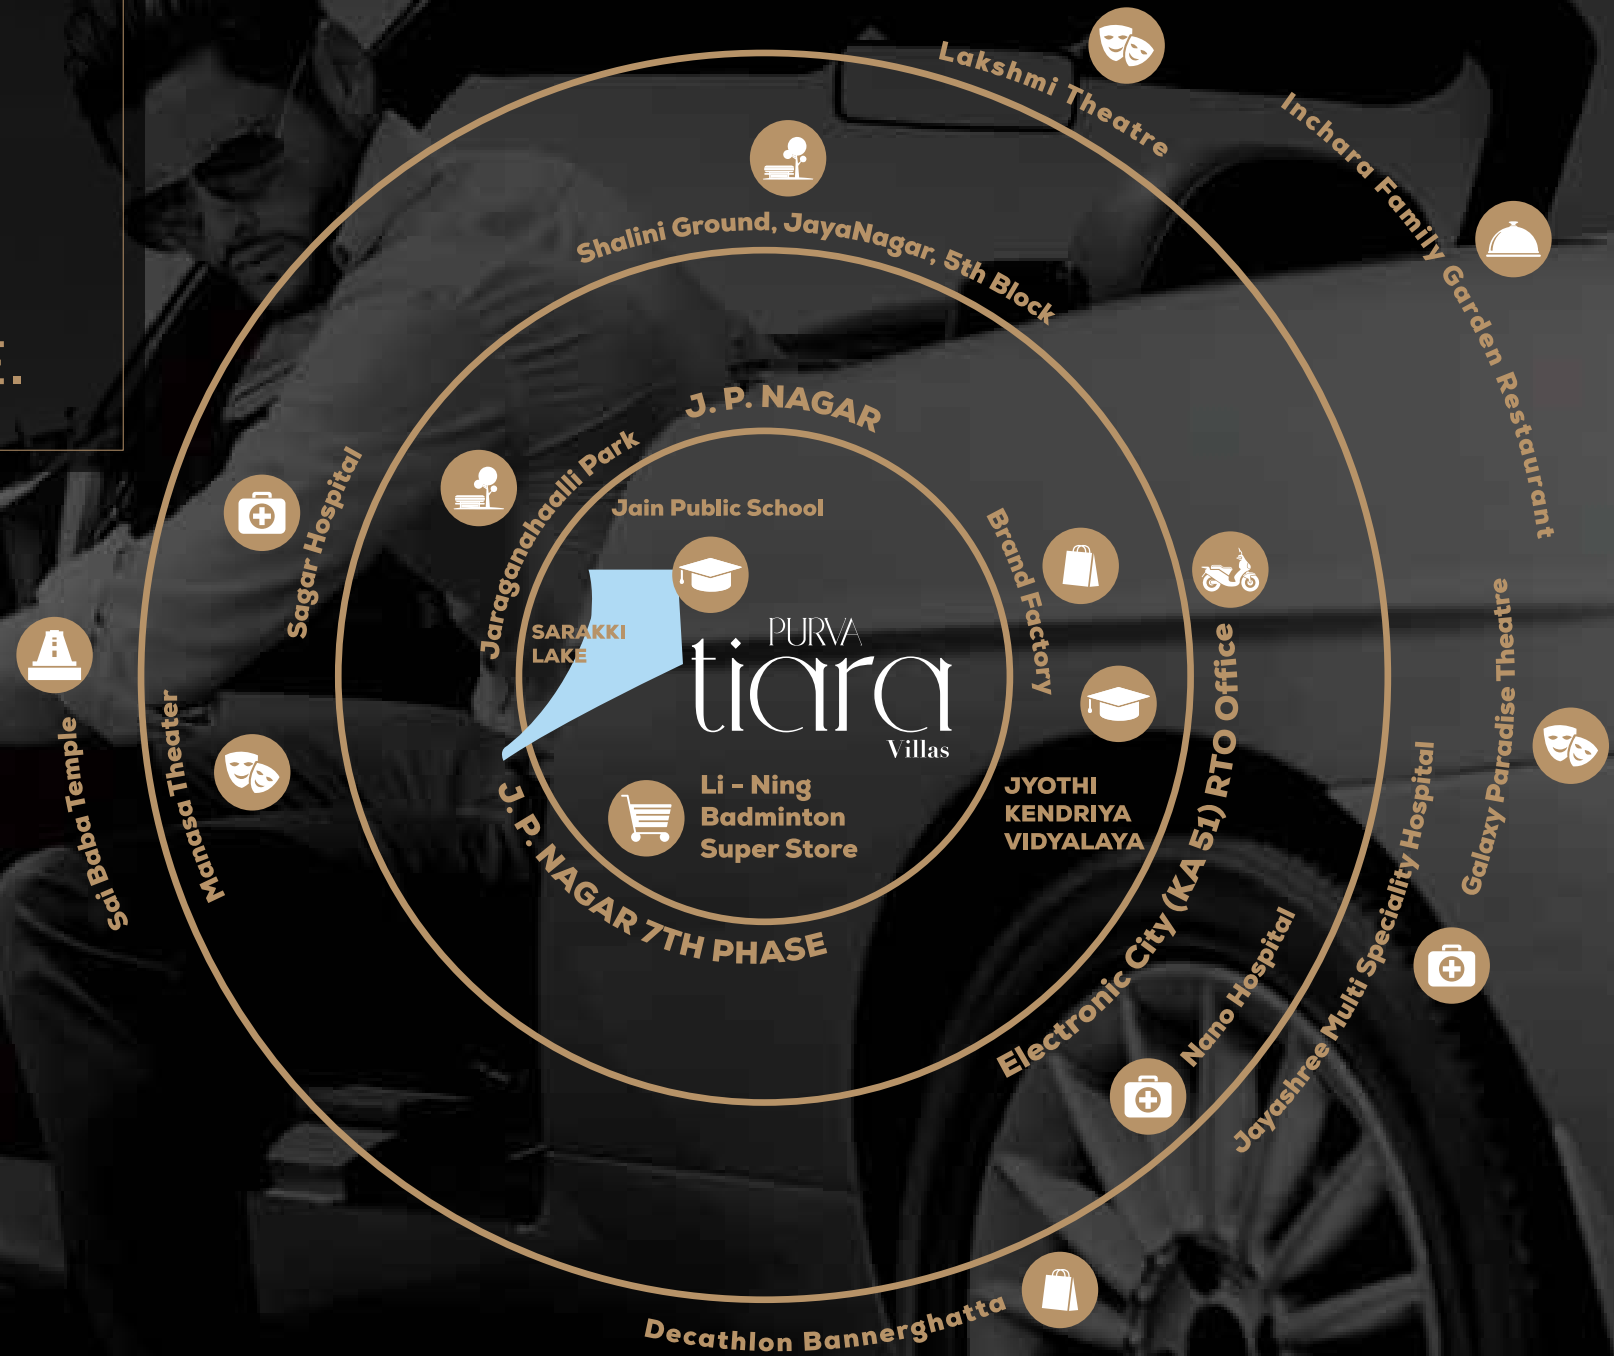 E.
Lakshmi Theatre
Inchara Family Garden Restaurant
Shalini Ground, JayaNagar, 5th Block
J. P. NAGAR
Jaraganahaalli Park
Jain Public School
Sagar Hospital
Brand Factory
SARAKKI
LAKE
PURVA
tiara
Villas
Sai Baba Temple
Manasa Theater
Li - Ning
Badminton
Super Store
JYOTHI
KENDRIYA
VIDYALAYA
J. P. NAGAR 7TH PHASE
Electronic City (KA 51) RTO Office
Galaxy Paradise Theatre
Nano Hospital
Jayashree Multi Speciality Hospital
Decathlon Bannerghatta